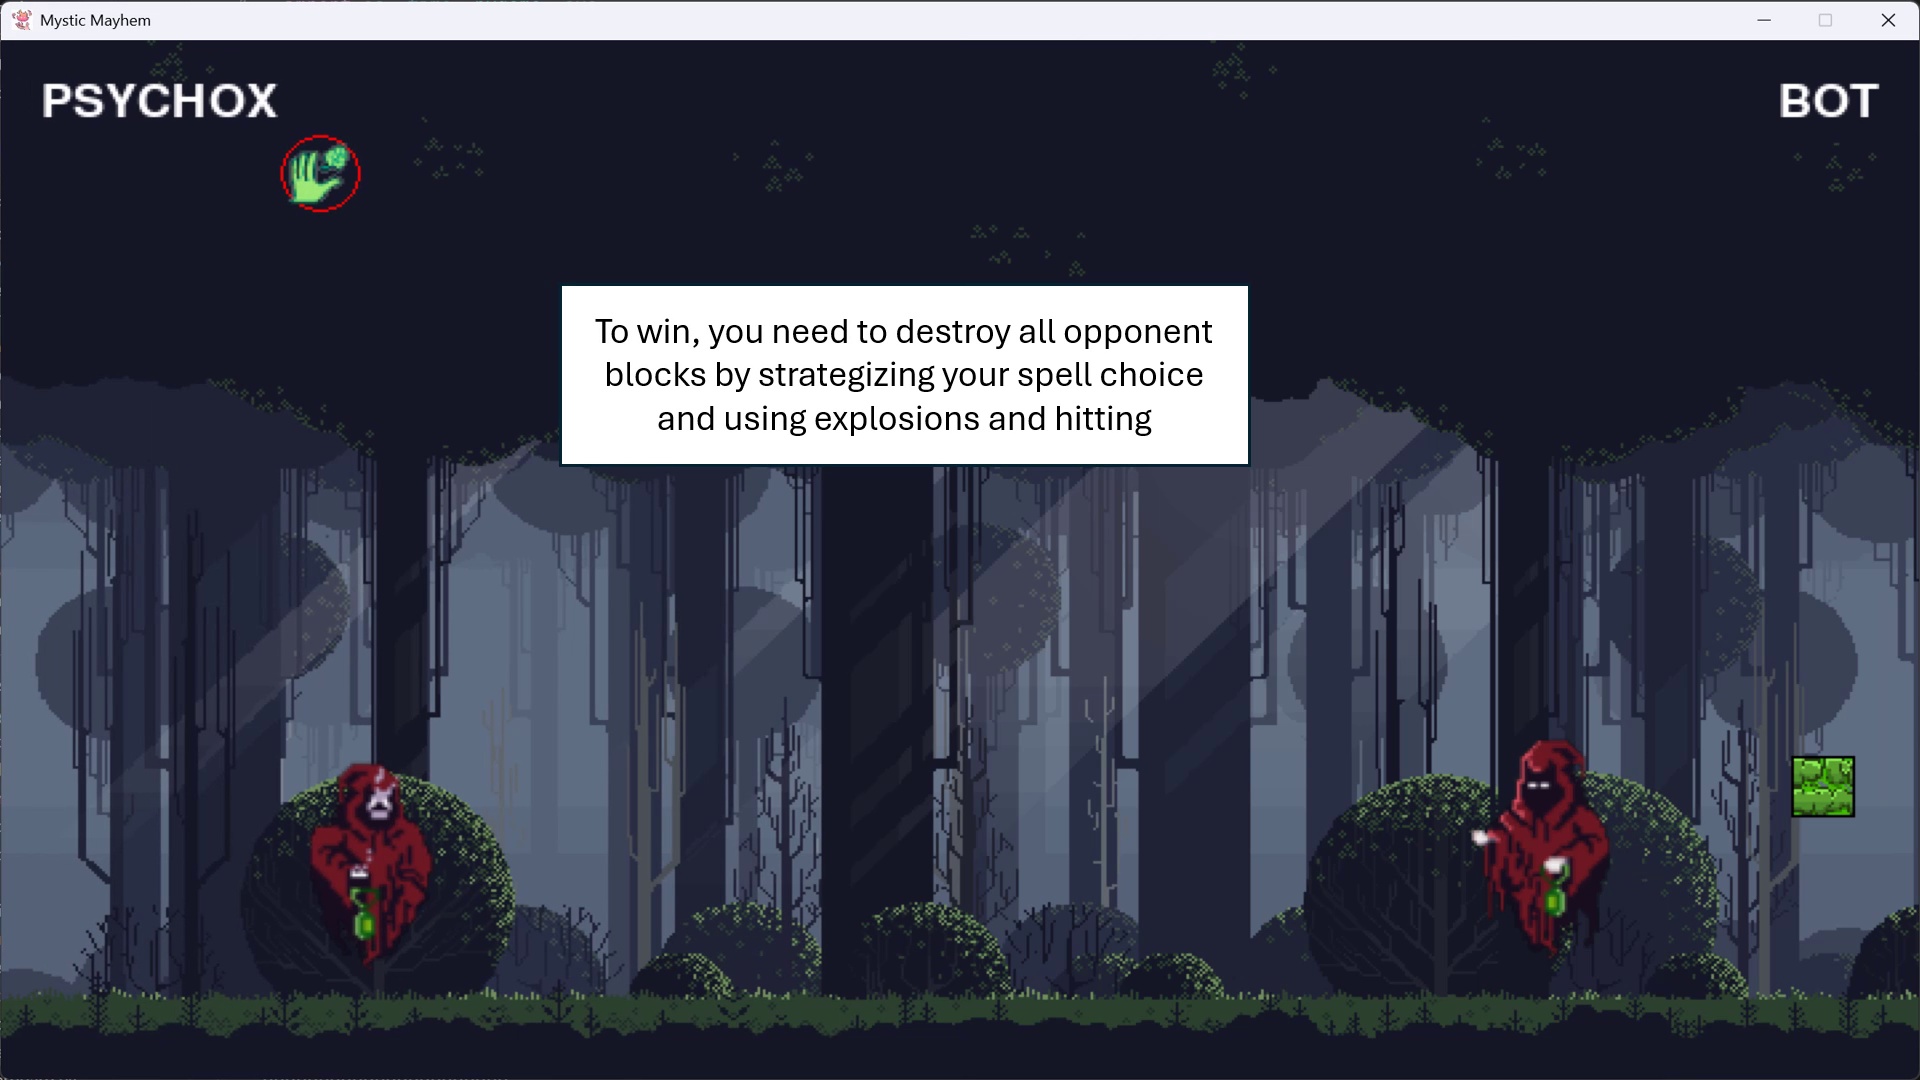 Mystic Mayhem
PSYCHOX
BOT
To win, you need to destroy all opponent
blocks by strategizing your spell choice
and using explosions and hitting